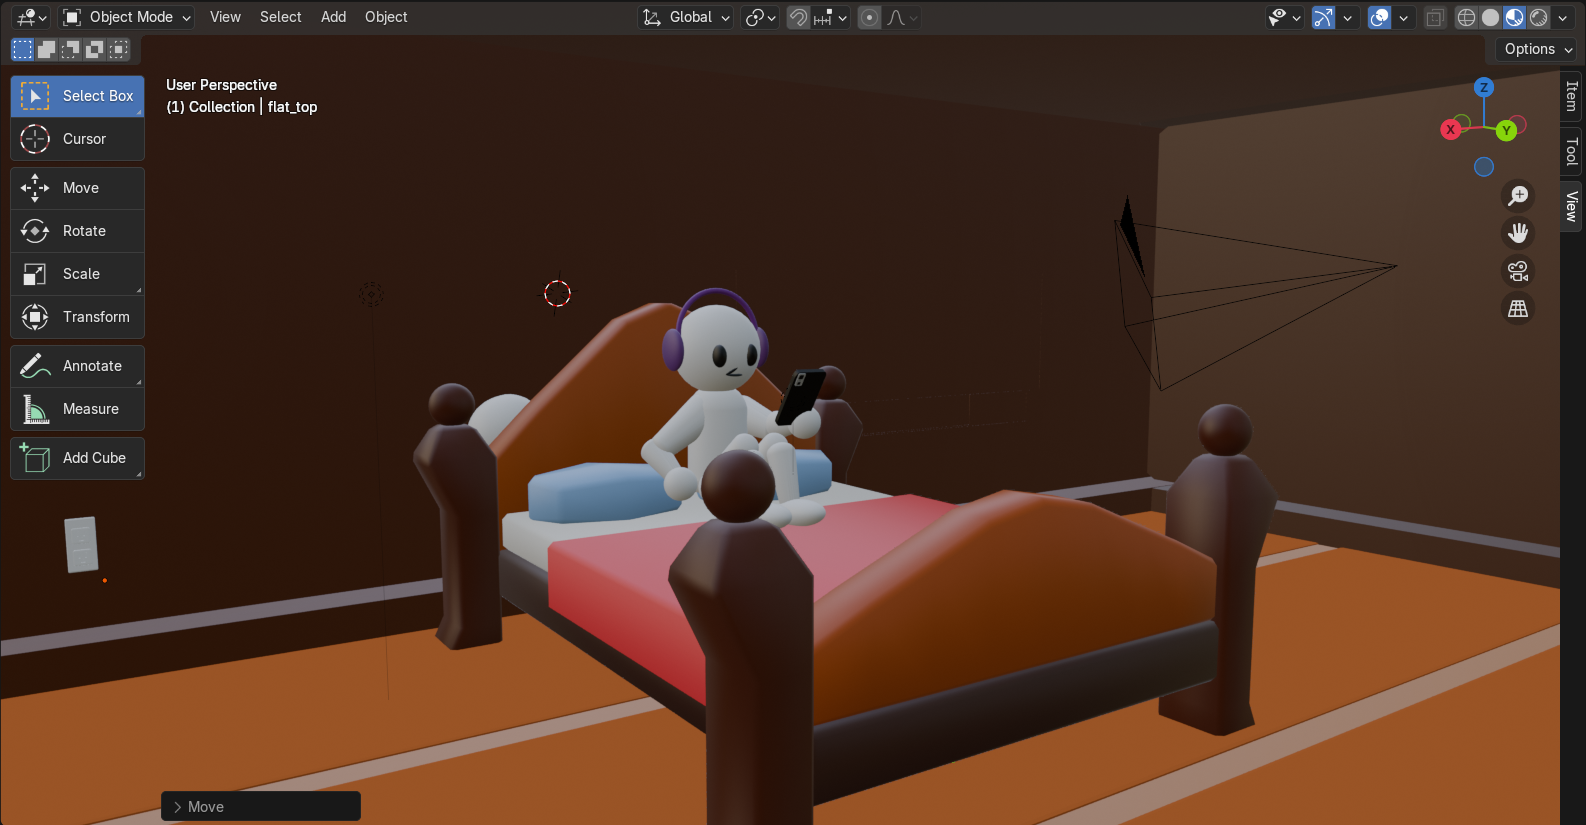 Object Mode View Select Add Object Global
Options
User Perspective
(1) Collection | flat_top
Select Box
Cursor
Move
Rotate
Scale
Transform
Annotate
Measure
Add Cube
Z
X
Y
Item
Tool
View
Move